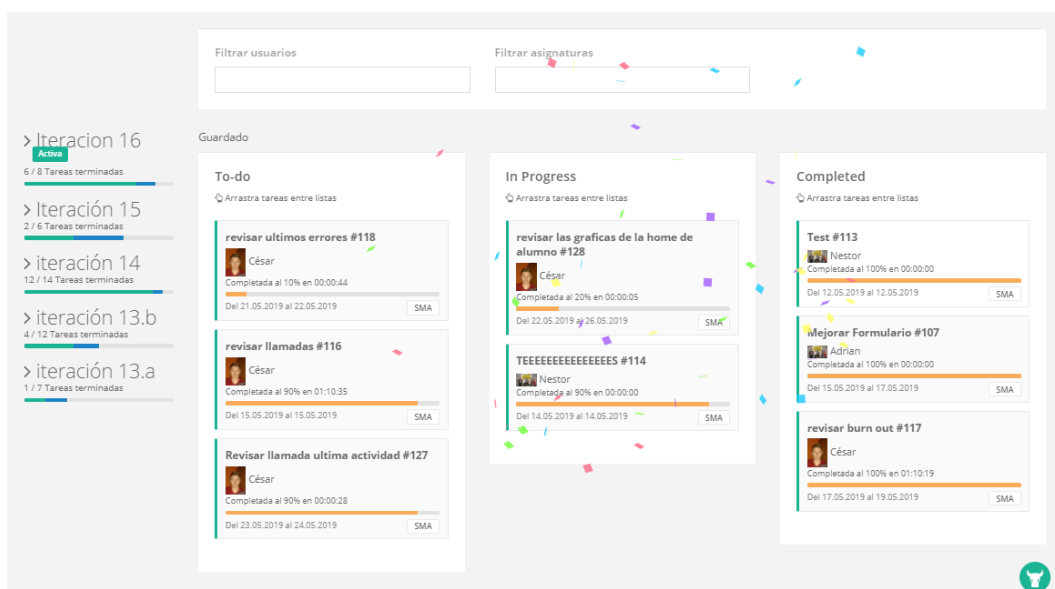 Filtrar usuarios
Filtrar asignaturas
Iteracion 16
Activa
6 / 8 Tareas terminadas
Iteración 15
2 / 6 Tareas terminadas
iteración 14
12 / 14 Tareas terminadas
iteración 13.b
4 / 12 Tareas terminadas
iteración 13.a
1 / 7 Tareas terminadas
Guardado
To-do
Arrastra tareas entre listas
revisar ultimos errores #118
César
Completada al 10% en 00:00:44
Del 21.05.2019 al 22.05.2019
SMA
revisar llamadas #116
César
Completada al 90% en 01:10:35
Del 15.05.2019 al 15.05.2019
SMA
Revisar llamada ultima actividad #127
César
Completada al 90% en 00:00:28
Del 23.05.2019 al 24.05.2019
SMA
In Progress
Arrastra tareas entre listas
revisar las graficas de la home de
alumno #128
César
Completada al 20% en 00:00:05
Del 22.05.2019 al 26.05.2019
SMA
TEEEEEEEEEEEEEEES #114
Nestor
Completada al 90% en 00:00:00
Del 14.05.2019 al 14.05.2019
SMA
Completed
Arrastra tareas entre listas
Test #113
Nestor
Completada al 100% en 00:00:00
Del 12.05.2019 al 12.05.2019
SMA
Mejorar Formulario #107
Adrian
Completada al 100% en 00:00:00
Del 15.05.2019 al 17.05.2019
SMA
revisar burn out #117
César
Completada al 100% en 01:10:19
Del 17.05.2019 al 19.05.2019
SMA